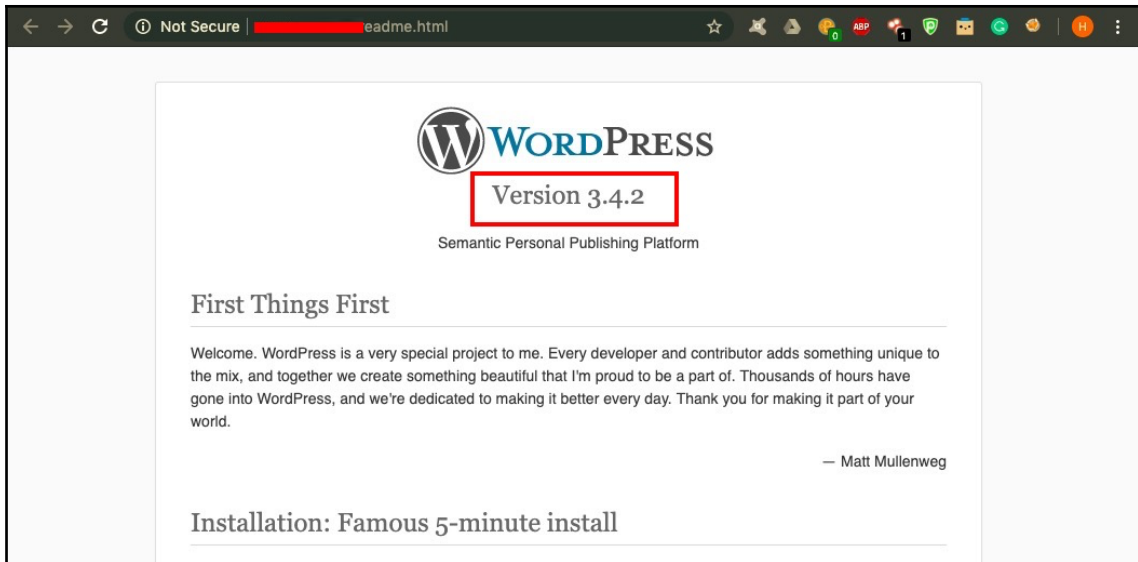 Not Secure | eadme.html
0 ABP 1 G H
WORDPRESS
Version 3.4.2
Semantic Personal Publishing Platform
First Things First
Welcome. WordPress is a very special project to me. Every developer and contributor adds something unique to
the mix, and together we create something beautiful that I'm proud to be a part of. Thousands of hours have
gone into WordPress, and we're dedicated to making it better every day. Thank you for making it part of your
world.
— Matt Mullenweg
Installation: Famous 5-minute install